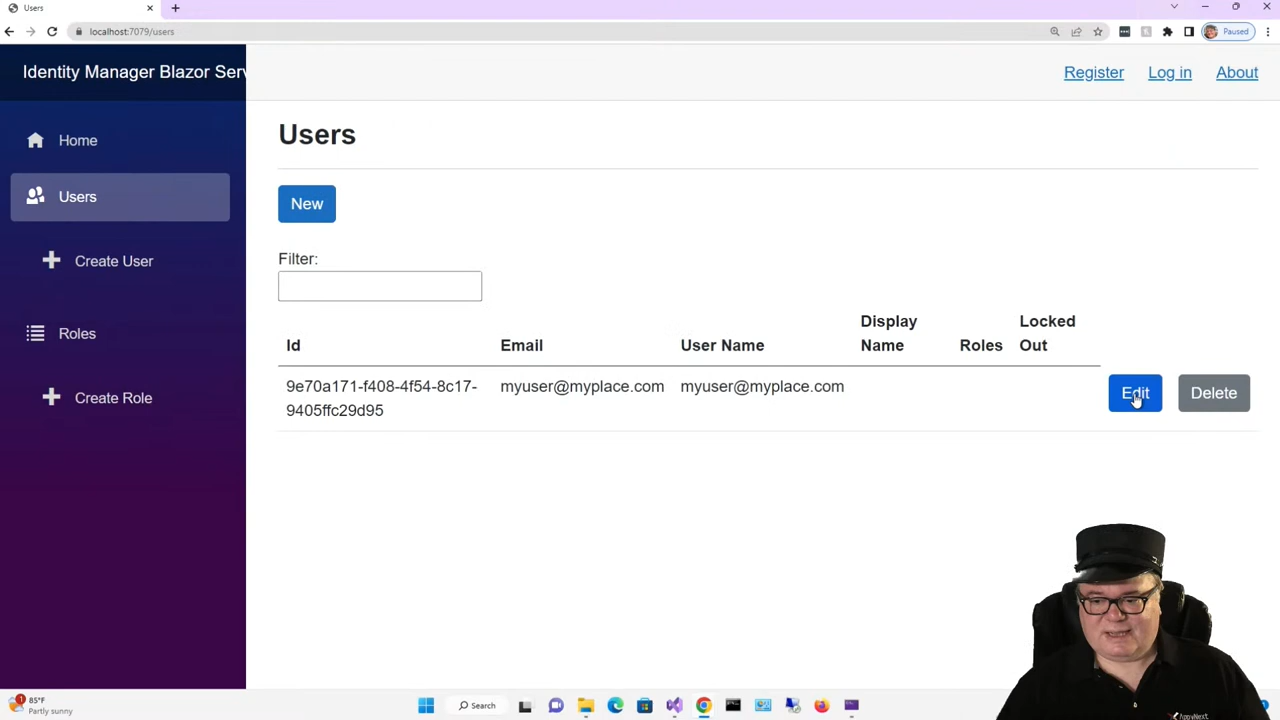 Users
localhost:7079/users
Paused
Identity Manager Blazor Serv
Register
Log in
About
Home
Users
Create User
Roles
Create Role
Users
New
Filter:
Id
Email
User Name
Display
Name
Roles
Locked
Out
9e70a171-f408-4f54-8c17-
9405ffc29d95
myuser@myplace.com
myuser@myplace.com
Edit
Delete
1
85°F
Partly sunny
Search
AppvNext